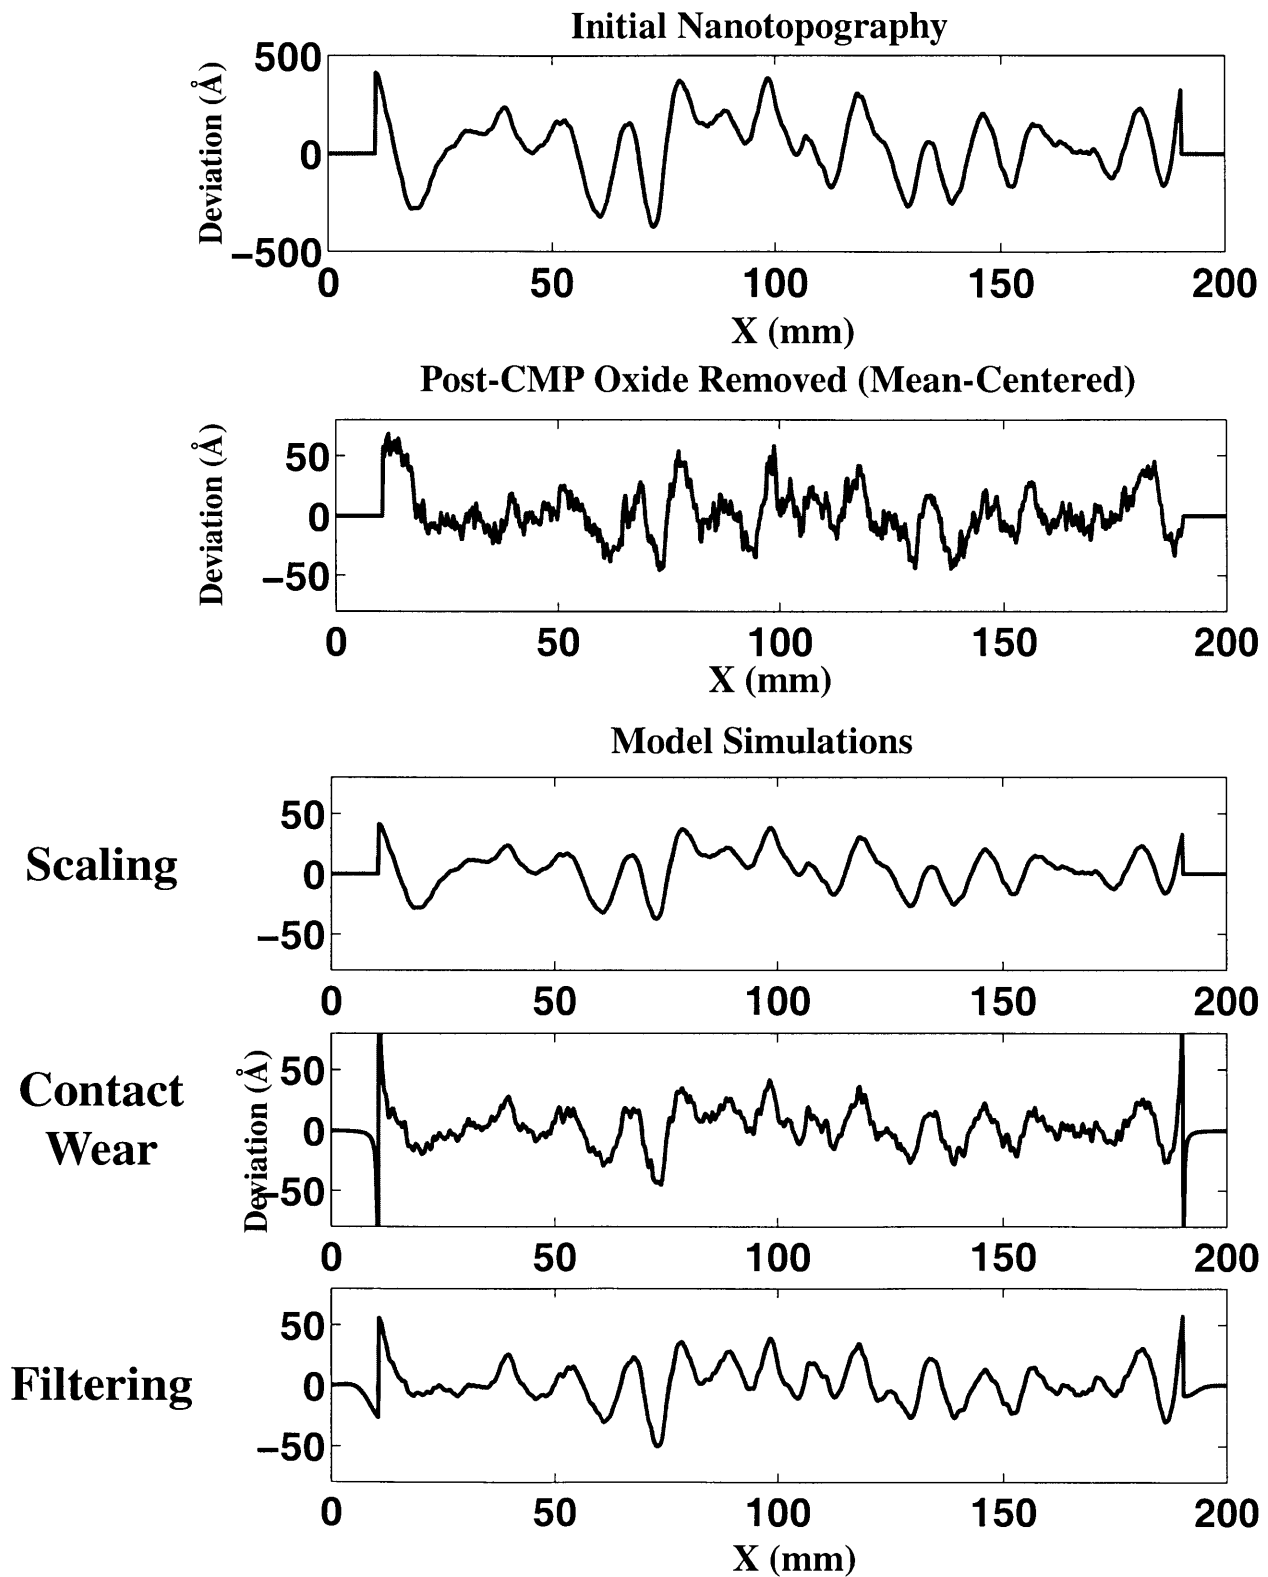 Initial Nanotopography
Deviation (Å)
500
0
−500
0 50 100 150 200
X (mm)
Post-CMP Oxide Removed (Mean-Centered)
Deviation (Å)
50
0
−50
0 50 100 150 200
X (mm)
Model Simulations
Scaling
50
0
−50
0 50 100 150 200
Contact
Wear
Deviation (Å)
50
0
−50
0 50 100 150 200
Filtering
50
0
−50
0 50 100 150 200
X (mm)